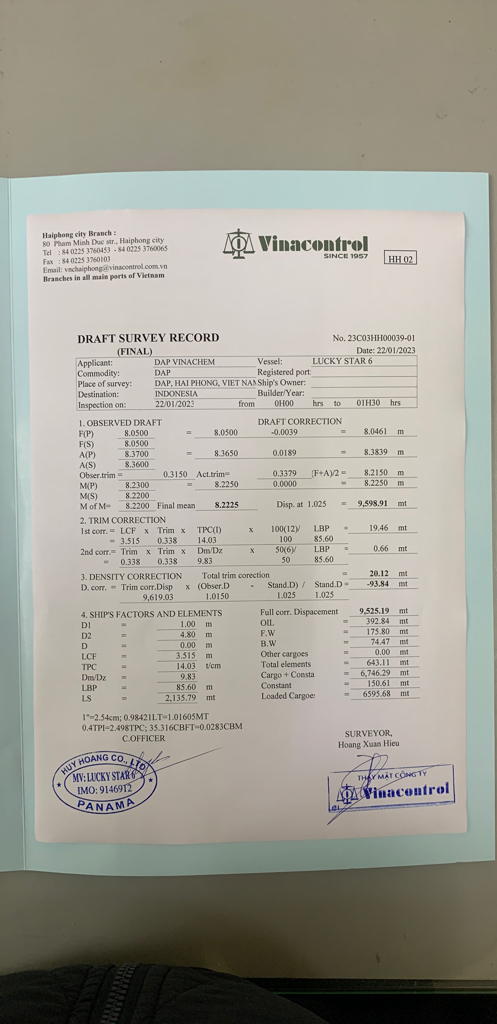 Haiphong city Branch :
80 Pham Minh Duc str., Haiphong city
Tel : 84 0225 3760453 - 84 0225 3760065
Fax : 84 0225 3760103
Email: vnchaiphong@vinacontrol.com.vn
Branches in all main ports of Vietnam
Vinacontrol
SINCE 1957
HH 02
DRAFT SURVEY RECORD No. 23C03HH00039-01
(FINAL) Date: 22/01/2023
Applicant: DAP VINACHEM Vessel: LUCKY STAR 6
Commodity: DAP Registered port:
Place of survey: DAP, HAI PHONG, VIET NAM Ship's Owner:
Destination: INDONESIA Builder/Year:
Inspection on: 22/01/2023 from 0H00 hrs to 01H30 hrs
1. OBSERVED DRAFT DRAFT CORRECTION
F(P) 8.0500 = 8.0500 -0.0039 = 8.0461 m
F(S) 8.0500
A(P) 8.3700 = 8.3650 0.0189 = 8.3839 m
A(S) 8.3600
Obser.trim = 0.3150 Act.trim= 0.3379 (F+A)/2 = 8.2150 m
M(P) 8.2300 = 8.2250 0.0000 = 8.2250 m
M(S) 8.2200
M of M= 8.2200 Final mean 8.2225 Disp. at 1.025 = 9,598.91 mt
2. TRIM CORRECTION
1st corr. = LCF x Trim x TPC(I) x 100(12)/ LBP = 19.46 mt
= 3.515 0.338 14.03 100 85.60
2nd corr.= Trim x Trim x Dm/Dz x 50(6)/ LBP = 0.66 mt
= 0.338 0.338 9.83 50 85.60
3. DENSITY CORRECTION Total trim corection = 20.12 mt
D. corr. = Trim corr.Disp x (Obser.D - Stand.D) / Stand.D = -93.84 mt
9,619.03 1.0150 1.025 1.025
4. SHIP'S FACTORS AND ELEMENTS Full corr. Dispacement = 9,525.19 mt
D1 = 1.00 m OIL = 392.84 mt
D2 = 4.80 m F.W = 175.80 mt
D = 0.00 m B.W = 74.47 mt
LCF = 3.515 m Other cargoes = 0.00 mt
TPC = 14.03 t/cm Total elements = 643.11 mt
Dm/Dz = 9.83 Cargo + Consta = 6,746.29 mt
LBP = 85.60 m Constant = 150.61 mt
LS = 2,135.79 mt Loaded Cargoes = 6595.68 mt
1"=2.54cm; 0.98421LT=1.01605MT
0.4TPI=2.498TPC; 35.316CBFT=0.0283CBM
C.OFFICER
SURVEYOR,
Hoang Xuan Hieu
HUY HOANG CO., LTD
MV: LUCKY STAR 6
IMO: 9146912
PANAMA
THAY MẶT CÔNG TY
Vinacontrol